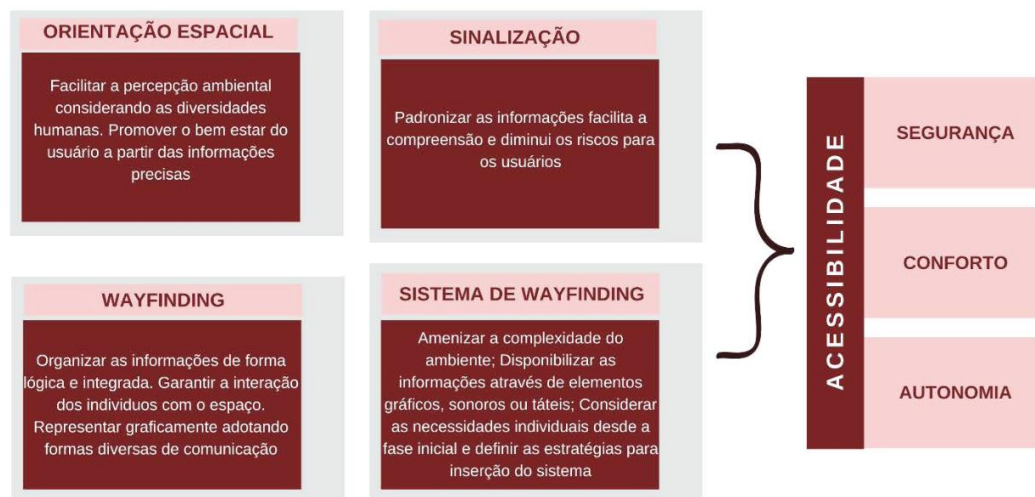 ORIENTAÇÃO ESPACIAL
Facilitar a percepção ambiental
considerando as diversidades
humanas. Promover o bem estar do
usuário a partir das informações
precisas
SINALIZAÇÃO
Padronizar as informações facilita a
compreensão e diminui os riscos para
os usuários
WAYFINDING
Organizar as informações de forma
lógica e integrada. Garantir a interação
dos individuos com o espaço.
Representar graficamente adotando
formas diversas de comunicação
SISTEMA DE WAYFINDING
Amenizar a complexidade do
ambiente; Disponibilizar as
informações através de elementos
gráficos, sonoros ou táteis; Considerar
as necessidades individuais desde a
fase inicial e definir as estratégias para
inserção do sistema
ACESSIBILIDADE
SEGURANÇA
CONFORTO
AUTONOMIA